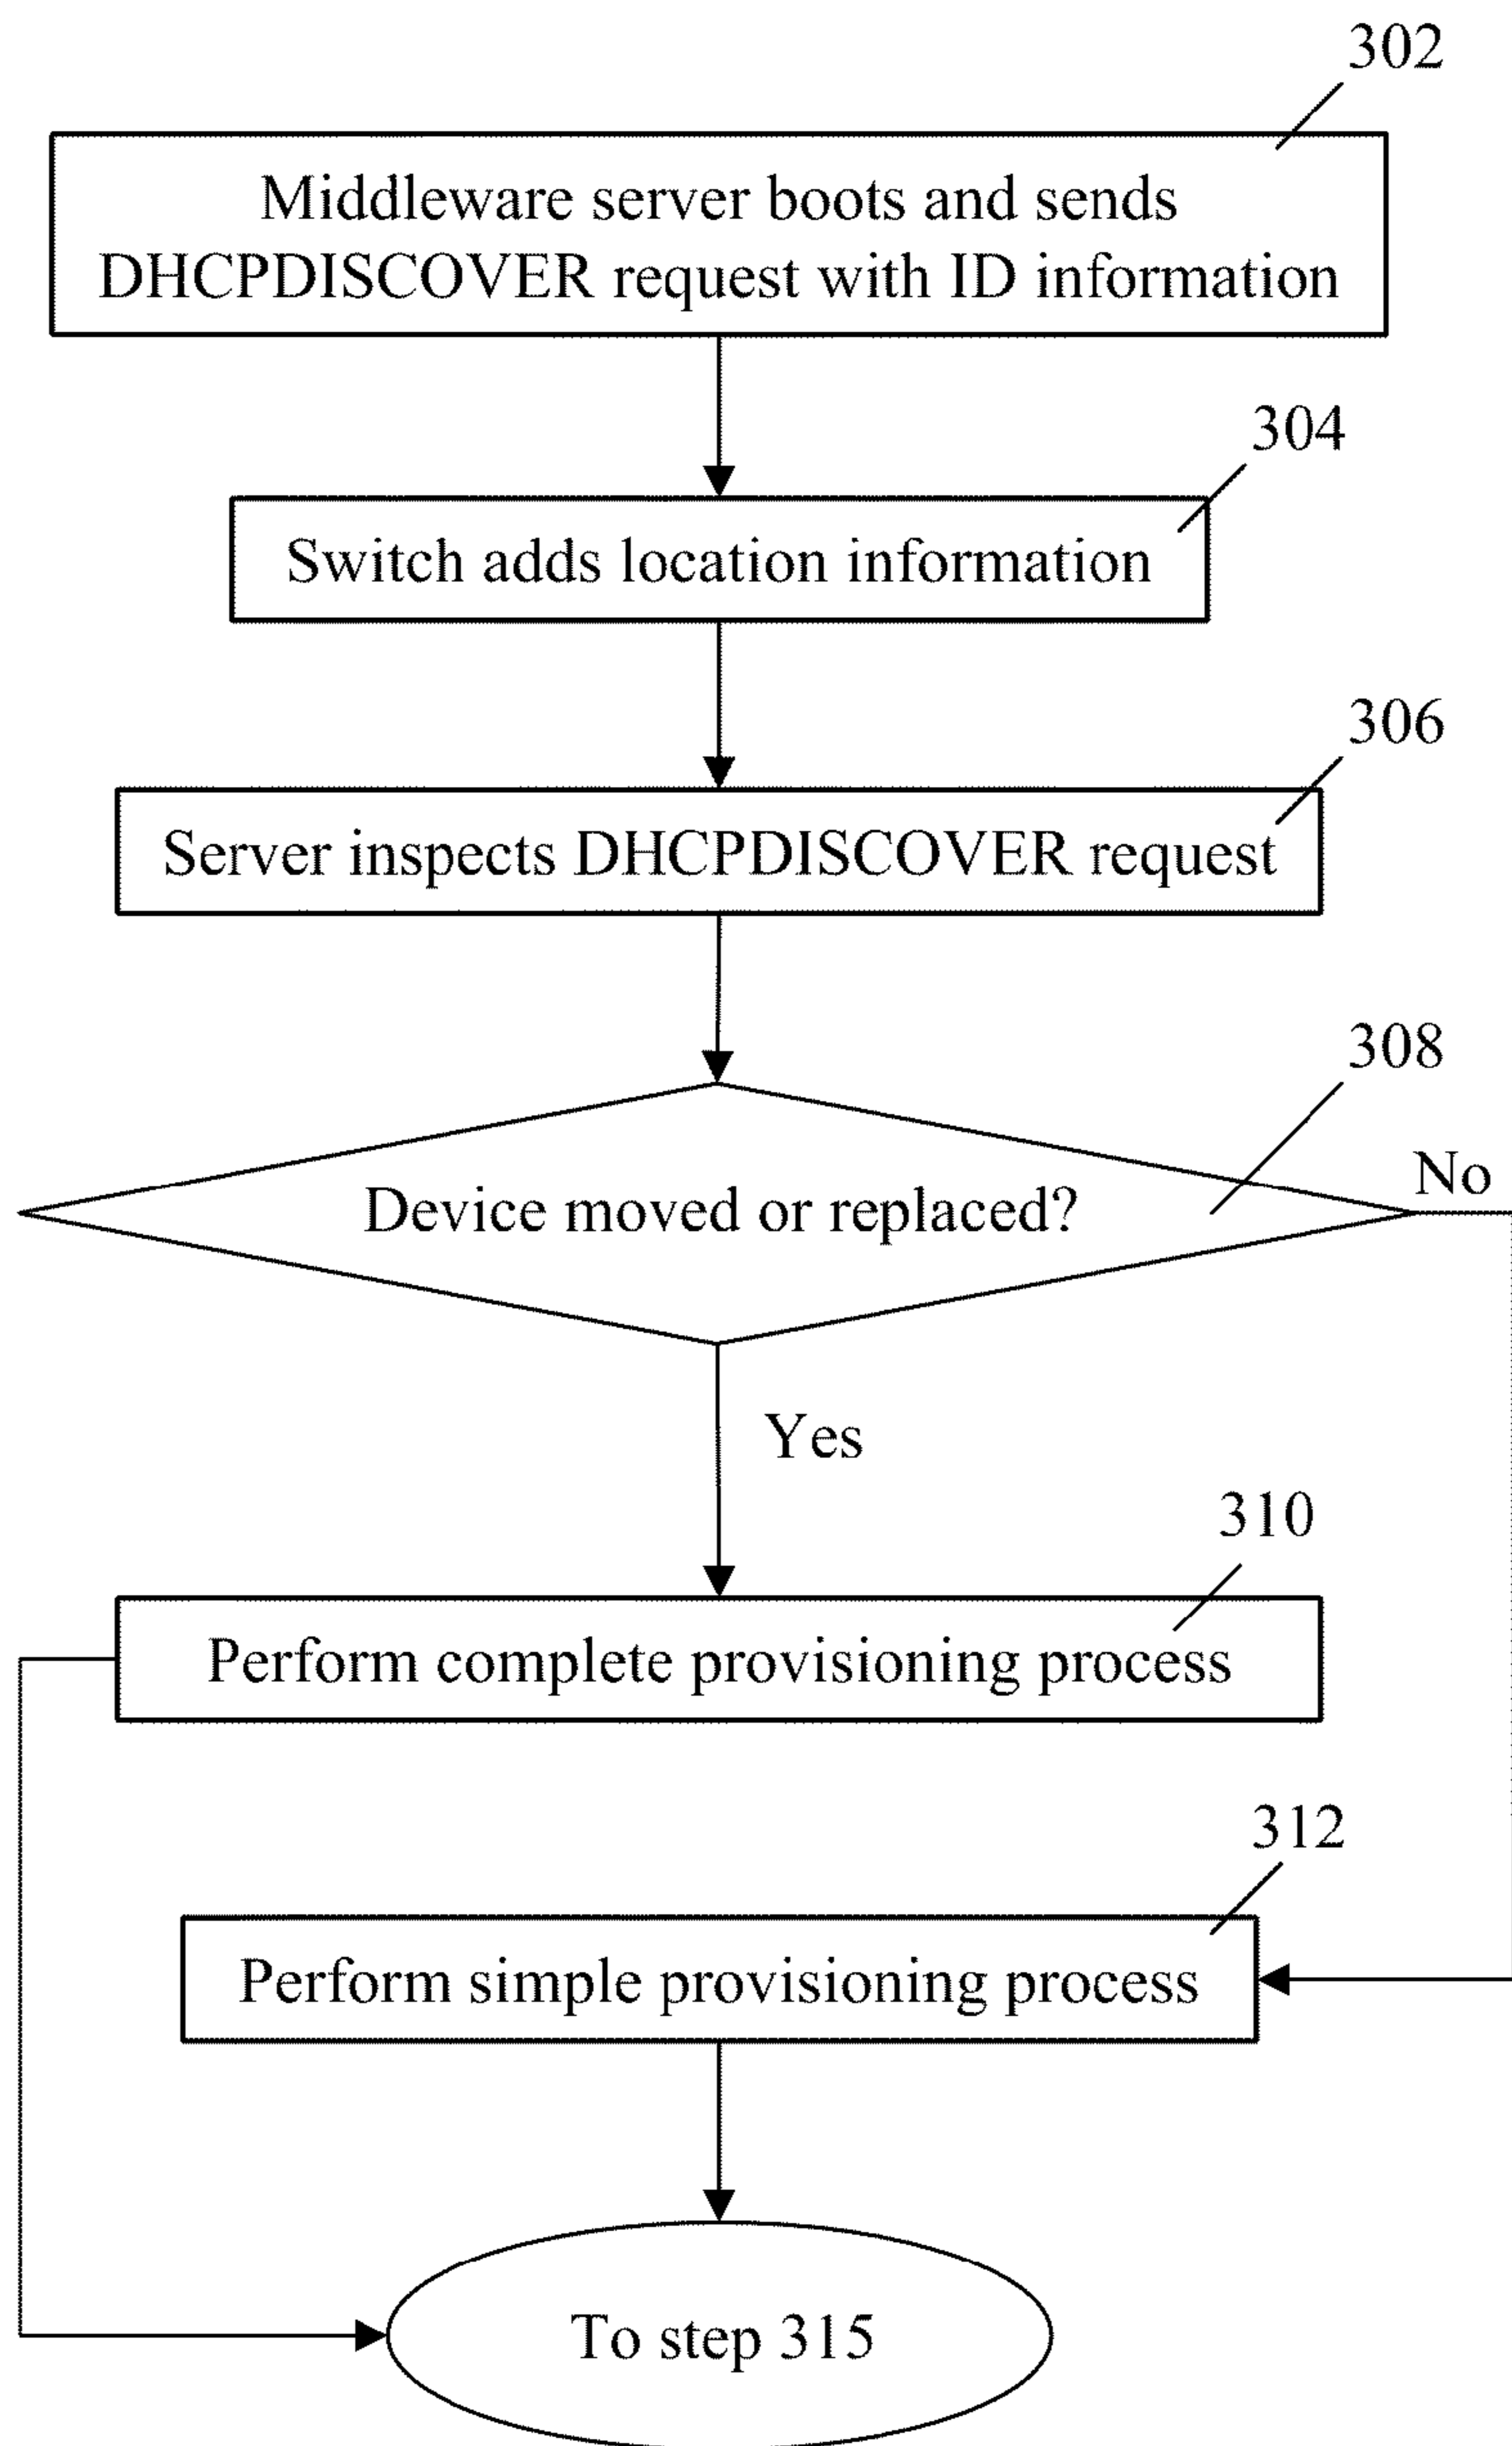 302
Middleware server boots and sends
DHCPDISCOVER request with ID information
304
Switch adds location information
306
Server inspects DHCPDISCOVER request
308
Device moved or replaced?
No
Yes
310
Perform complete provisioning process
312
Perform simple provisioning process
To step 315